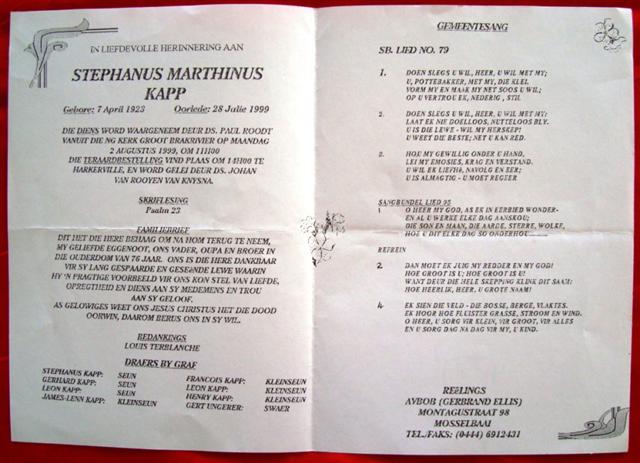 IN LIEFDEVOLLE HERINNERING AAN
STEPHANUS MARTHINUS
KAPP
Gebore: 7 April 1923 Oorlede: 28 Julie 1999
DIE DIENS WORD WAARGENEEM DEUR DS. PAUL ROODT
VANUIT DIE NG KERK GROOT BRAKRIVIER OP MAANDAG
2 AUGUSTUS 1999, OM 11H00
DIE TERAARDBESTELLING VIND PLAAS OM 14H00 TE
HARKERVILLE, EN WORD GELEI DEUR DS. JOHAN
VAN ROOYEN VAN KNYSNA.
SKRIFLESING
Psalm 23
FAMILIEBRIEF
DIT HET DIE HERE BEHAAG OM NA HOM TERUG TE NEEM,
MY GELIEFDE EGGENOOT, ONS VADER, OUPA EN BROER IN
DIE OUDERDOM VAN 76 JAAR. ONS IS DIE HERE DANKBAAR
VIR SY LANG GESPAARDE EN GESEËNDE LEWE WAARIN
HY 'N PRAGTIGE VOORBEELD VIR ONS KON STEL VAN LIEFDE,
OPREGTHEID EN DIENS AAN SY MEDEMENS EN TROU
AAN SY GELOOF.
AS GELOWIGES WEET ONS JESUS CHRISTUS HET DIE DOOD
OORWIN, DAAROM BERUS ONS IN SY WIL.
BEDANKINGS
LOUIS TERBLANCHE
DRAERS BY GRAF
STEPHANUS KAPP: SEUN
GERHARD KAPP: SEUN
LEON KAPP: SEUN
JAMES-LENN KAPP: KLEINSEUN
FRANCOIS KAPP: KLEINSEUN
LEON KAPP: KLEINSEUN
HENRY KAPP: KLEINSEUN
GERT UNGERER: SWAER
GEMEENTESANG
SB. LIED NO. 79
1. DOEN SLEGS U WIL, HEER, U WIL MET MY;
U, POTTEBAKKER, MET MY, DIE KLEI.
VORM MY EN MAAK MY NET SOOS U WIL;
OP U VERTROU EK, NEDERIG, STIL
2. DOEN SLEGS U WIL, HEER, U WIL MET MY:
LAAT EK NIE DOELLOOS, NUTTELOOS BLY.
U IS DIE LEWE - WIL MY HERSKEP!
U WEET DIE BESTE; NET U KAN RED.
3. HOU MY GEWILLIG ONDER U HAND,
LEI MY EMOSIES, KRAG EN VERSTAND.
U WIL EK LIEFHÊ, NAVOLG EN EER;
U IS ALMAGTIG - U MOET REGEER
SANGBUNDEL LIED 95
1 O HEER MY GOD, AS EK IN EERBIED WONDER-
EN AL U WERKE ELKE DAG AANSKOU;
DIE SON EN MAAN, DIE AARDE, STERRE, WOLKE,
HOE U DIT ELKE DAG SO ONDERHOU
REFREIN
2. DAN MOET EK JUIG MY REDDER EN MY GOD!
HOE GROOT IS U; HOE GROOT IS U!
WANT DEUR DIE HELE SKEPPING KLINK DIT SAAM:
HOE HEERLIK, HEER, U GROTE NAAM!
4. EK SIEN DIE VELD - DIE BOSSE, BERGE, VLAKTES.
EK HOOR HOE FLUISTER GRASSE, STROOM EN WIND.
O HEER, U SORG VIR KLEIN, VIR GROOT, VIR ALLES
EN U SORG DAG NA DAG VIR MY, U KIND.
REËLINGS
AVBOB (GERBRAND ELLIS)
MONTAGUSTRAAT 98
MOSSELBAAI
TEL./FAKS: (0444) 6912431